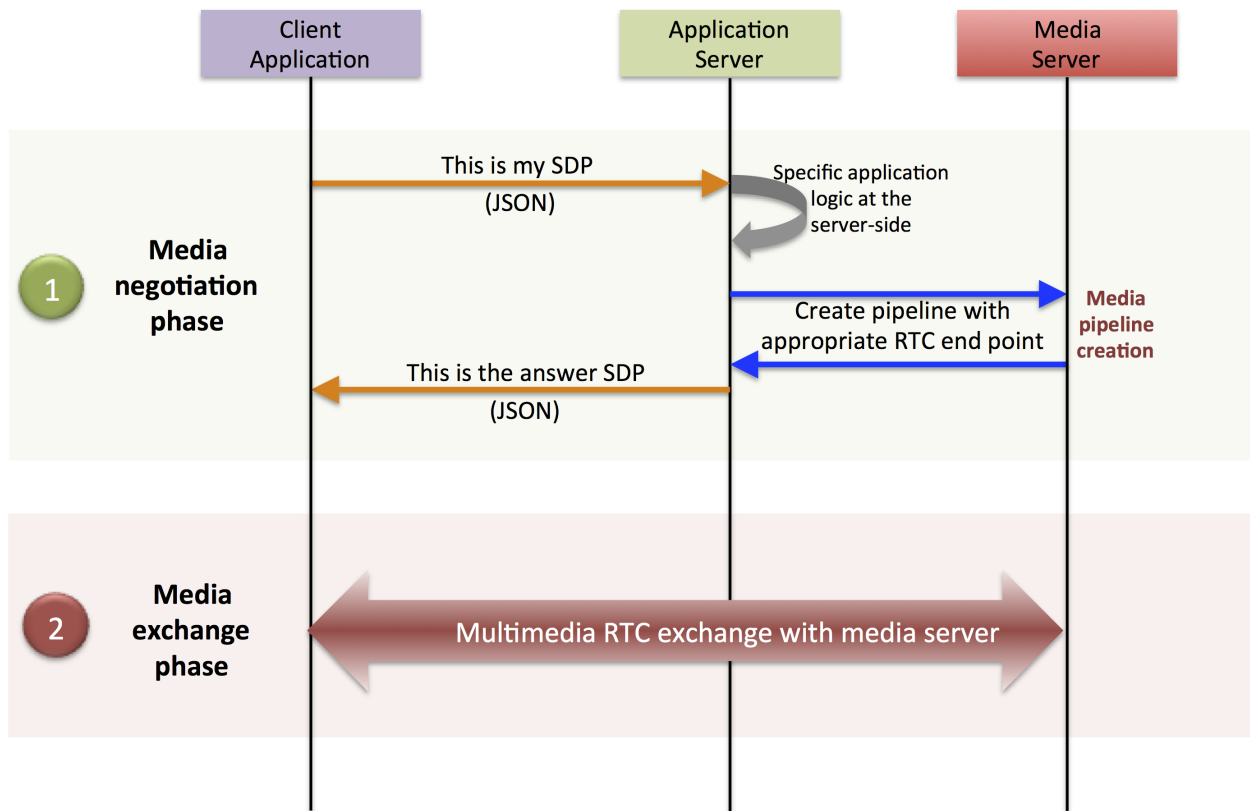 Client
Application
Application
Server
Media
Server
This is my SDP
(JSON)
Specific application
logic at the
server-side
1
Media
negotiation
phase
Create pipeline with
appropriate RTC end point
Media
pipeline
creation
This is the answer SDP
(JSON)
2
Media
exchange
phase
Multimedia RTC exchange with media server